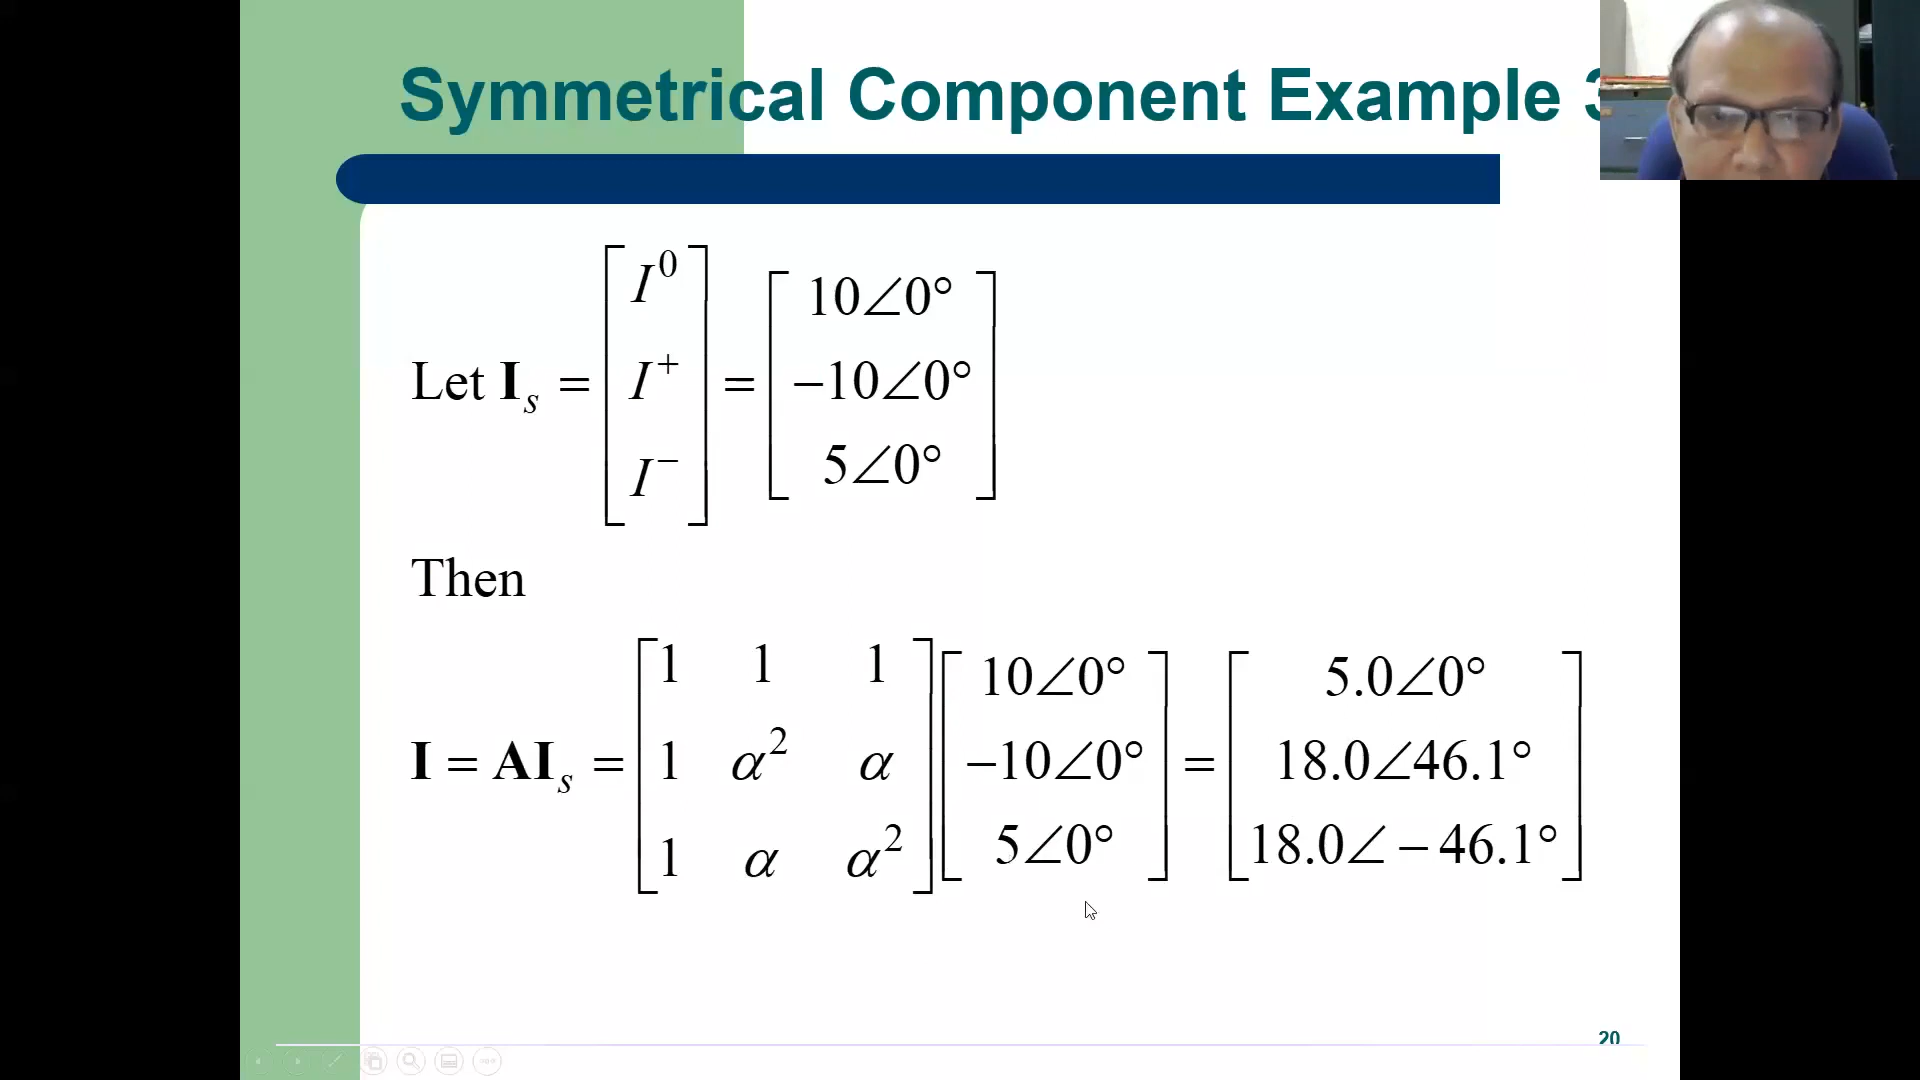 Symmetrical Component Example 3
Let I_s = [I^0; I^+; I^−] = [10∠0°; −10∠0°; 5∠0°]
Then
I = AI_s = [1 1 1; 1 α^2 α; 1 α α^2] [10∠0°; −10∠0°; 5∠0°] = [5.0∠0°; 18.0∠46.1°; 18.0∠−46.1°]
20